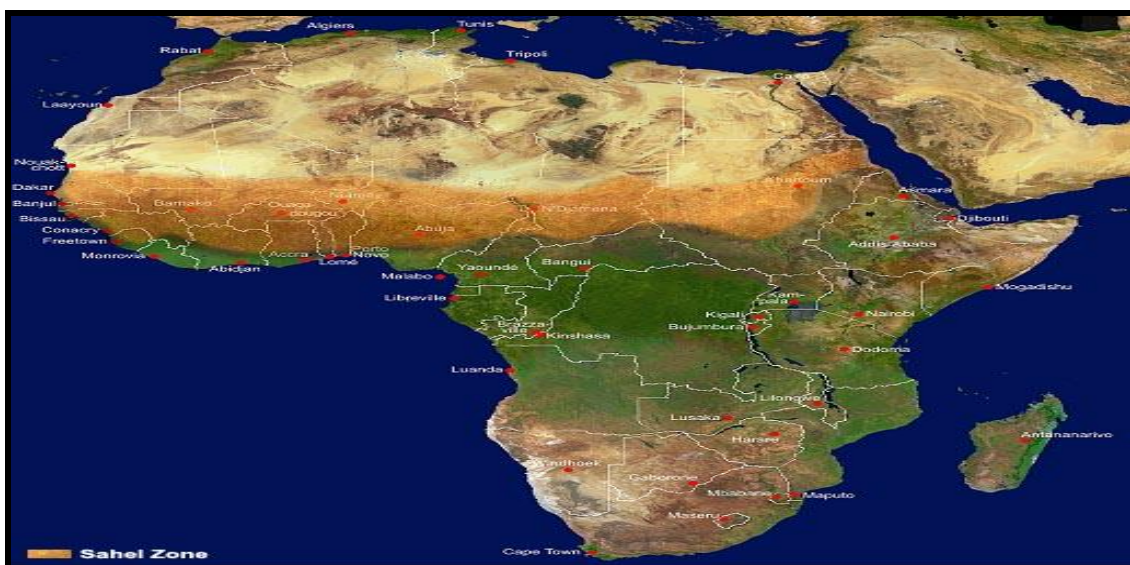 Tunis
Algiers
Rabat
Tripoli
Cairo
Laayoun
Nouak-
chott
Dakar
Banjul
Bissau
Conacry
Freetown
Monrovia
Bamako
Ouaga
dougou
Niamey
N'Djamena
Khartoum
Asmara
Djibouti
Addis Ababa
Abuja
Abidjan
Accra
Lomé
Porto
Novo
Malabo
Yaoundé
Bangui
Libreville
Mogadishu
Kam-
pala
Nairobi
Kigali
Bujumbura
Brazza-
ville
Kinshasa
Dodoma
Luanda
Lilongwe
Lusaka
Harare
Antananarivo
Gaborone
Mbabane
Maputo
Maseru
Cape Town
Sahel Zone